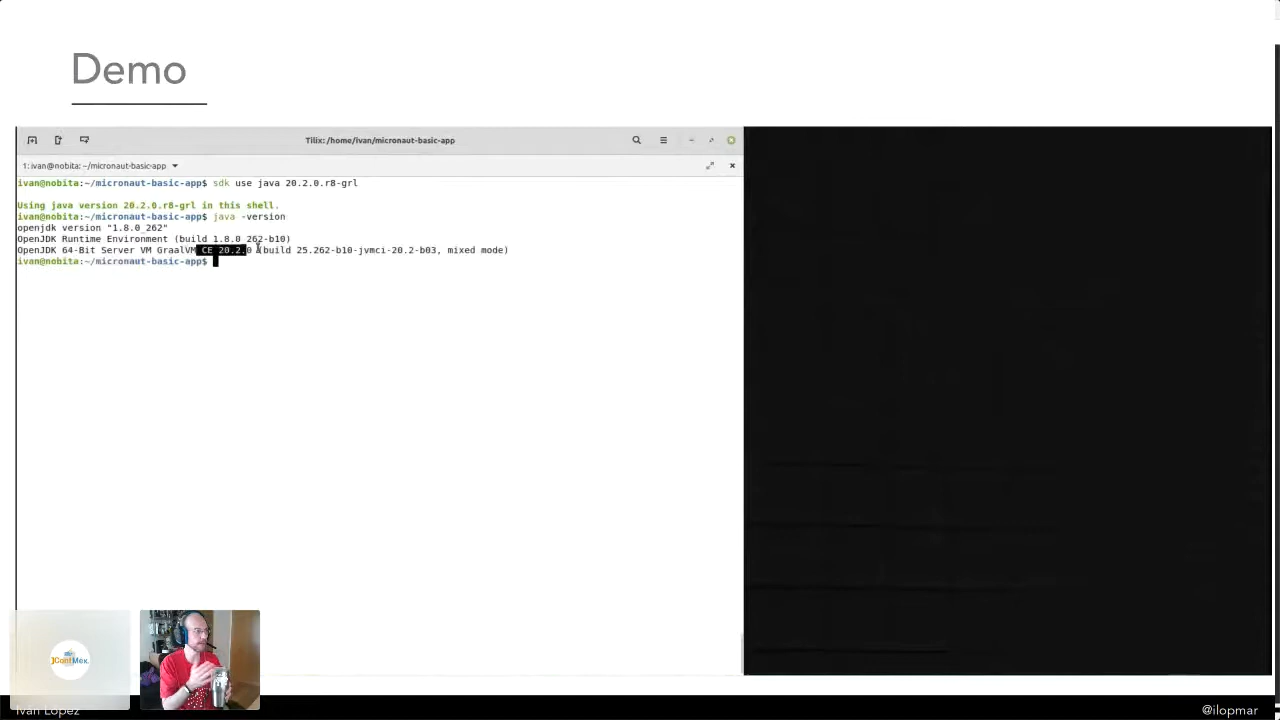 Demo
Tilix: /home/ivan/micronaut-basic-app
1: ivan@nobita: ~/micronaut-basic-app
ivan@nobita:~/micronaut-basic-app$ sdk use java 20.2.0.r8-grl
Using java version 20.2.0.r8-grl in this shell.
ivan@nobita:~/micronaut-basic-app$ java -version
openjdk version "1.8.0_262"
OpenJDK Runtime Environment (build 1.8.0_262-b10)
OpenJDK 64-Bit Server VM GraalVM CE 20.2.0 (build 25.262-b10-jvmci-20.2-b03, mixed mode)
ivan@nobita:~/micronaut-basic-app$
JConfMex
Iván López
@ilopmar